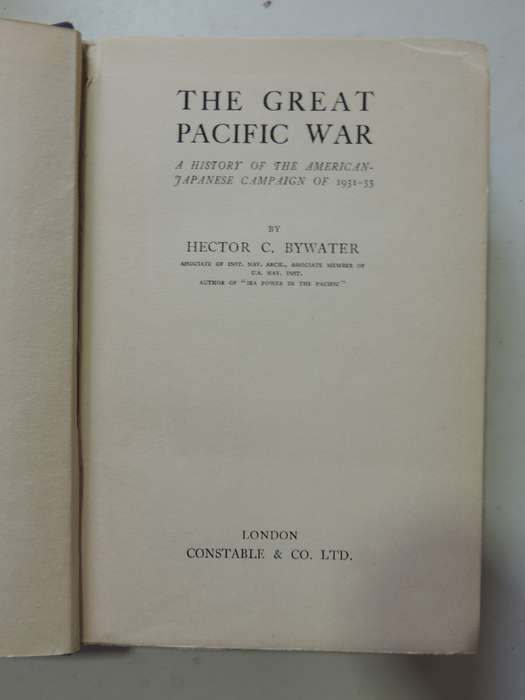 THE GREAT
PACIFIC WAR
A HISTORY OF THE AMERICAN-
JAPANESE CAMPAIGN OF 1931-33
BY
HECTOR C. BYWATER
ASSOCIATE OF INST. NAV. ARCH., ASSOCIATE MEMBER OF
U.S. NAV. INST.
AUTHOR OF "SEA POWER IN THE PACIFIC"
LONDON
CONSTABLE & CO. LTD.